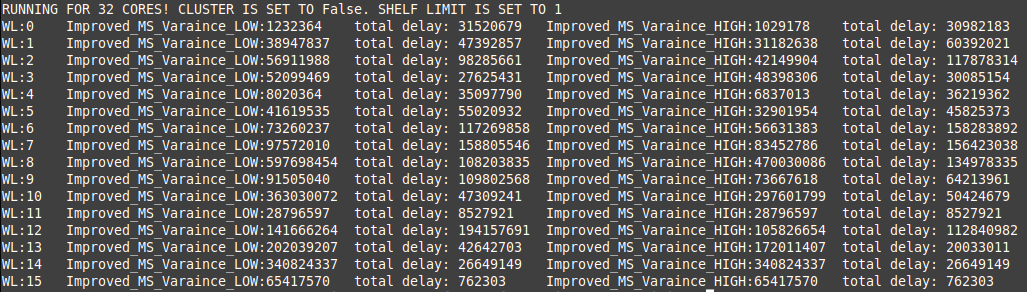 RUNNING FOR 32 CORES! CLUSTER IS SET TO False. SHELF LIMIT IS SET TO 1
WL:0 Improved_MS_Varaince_LOW:1232364 total delay: 31520679 Improved_MS_Varaince_HIGH:1029178 total delay: 30982183
WL:1 Improved_MS_Varaince_LOW:38947837 total delay: 47392857 Improved_MS_Varaince_HIGH:31182638 total delay: 60392021
WL:2 Improved_MS_Varaince_LOW:56911988 total delay: 98285661 Improved_MS_Varaince_HIGH:42149904 total delay: 117878314
WL:3 Improved_MS_Varaince_LOW:52099469 total delay: 27625431 Improved_MS_Varaince_HIGH:48398306 total delay: 30085154
WL:4 Improved_MS_Varaince_LOW:8020364 total delay: 35097790 Improved_MS_Varaince_HIGH:6837013 total delay: 36219362
WL:5 Improved_MS_Varaince_LOW:41619535 total delay: 55020932 Improved_MS_Varaince_HIGH:32901954 total delay: 45825373
WL:6 Improved_MS_Varaince_LOW:73260237 total delay: 117269858 Improved_MS_Varaince_HIGH:56631383 total delay: 158283892
WL:7 Improved_MS_Varaince_LOW:97572010 total delay: 158805546 Improved_MS_Varaince_HIGH:83452786 total delay: 156423038
WL:8 Improved_MS_Varaince_LOW:597698454 total delay: 108203835 Improved_MS_Varaince_HIGH:470030086 total delay: 134978335
WL:9 Improved_MS_Varaince_LOW:91505040 total delay: 109802568 Improved_MS_Varaince_HIGH:73667618 total delay: 64213961
WL:10 Improved_MS_Varaince_LOW:363030072 total delay: 47309241 Improved_MS_Varaince_HIGH:297601799 total delay: 50424679
WL:11 Improved_MS_Varaince_LOW:28796597 total delay: 8527921 Improved_MS_Varaince_HIGH:28796597 total delay: 8527921
WL:12 Improved_MS_Varaince_LOW:141666264 total delay: 194157691 Improved_MS_Varaince_HIGH:105826654 total delay: 112840982
WL:13 Improved_MS_Varaince_LOW:202039207 total delay: 42642703 Improved_MS_Varaince_HIGH:172011407 total delay: 20033011
WL:14 Improved_MS_Varaince_LOW:340824337 total delay: 26649149 Improved_MS_Varaince_HIGH:340824337 total delay: 26649149
WL:15 Improved_MS_Varaince_LOW:65417570 total delay: 762303 Improved_MS_Varaince_HIGH:65417570 total delay: 762303